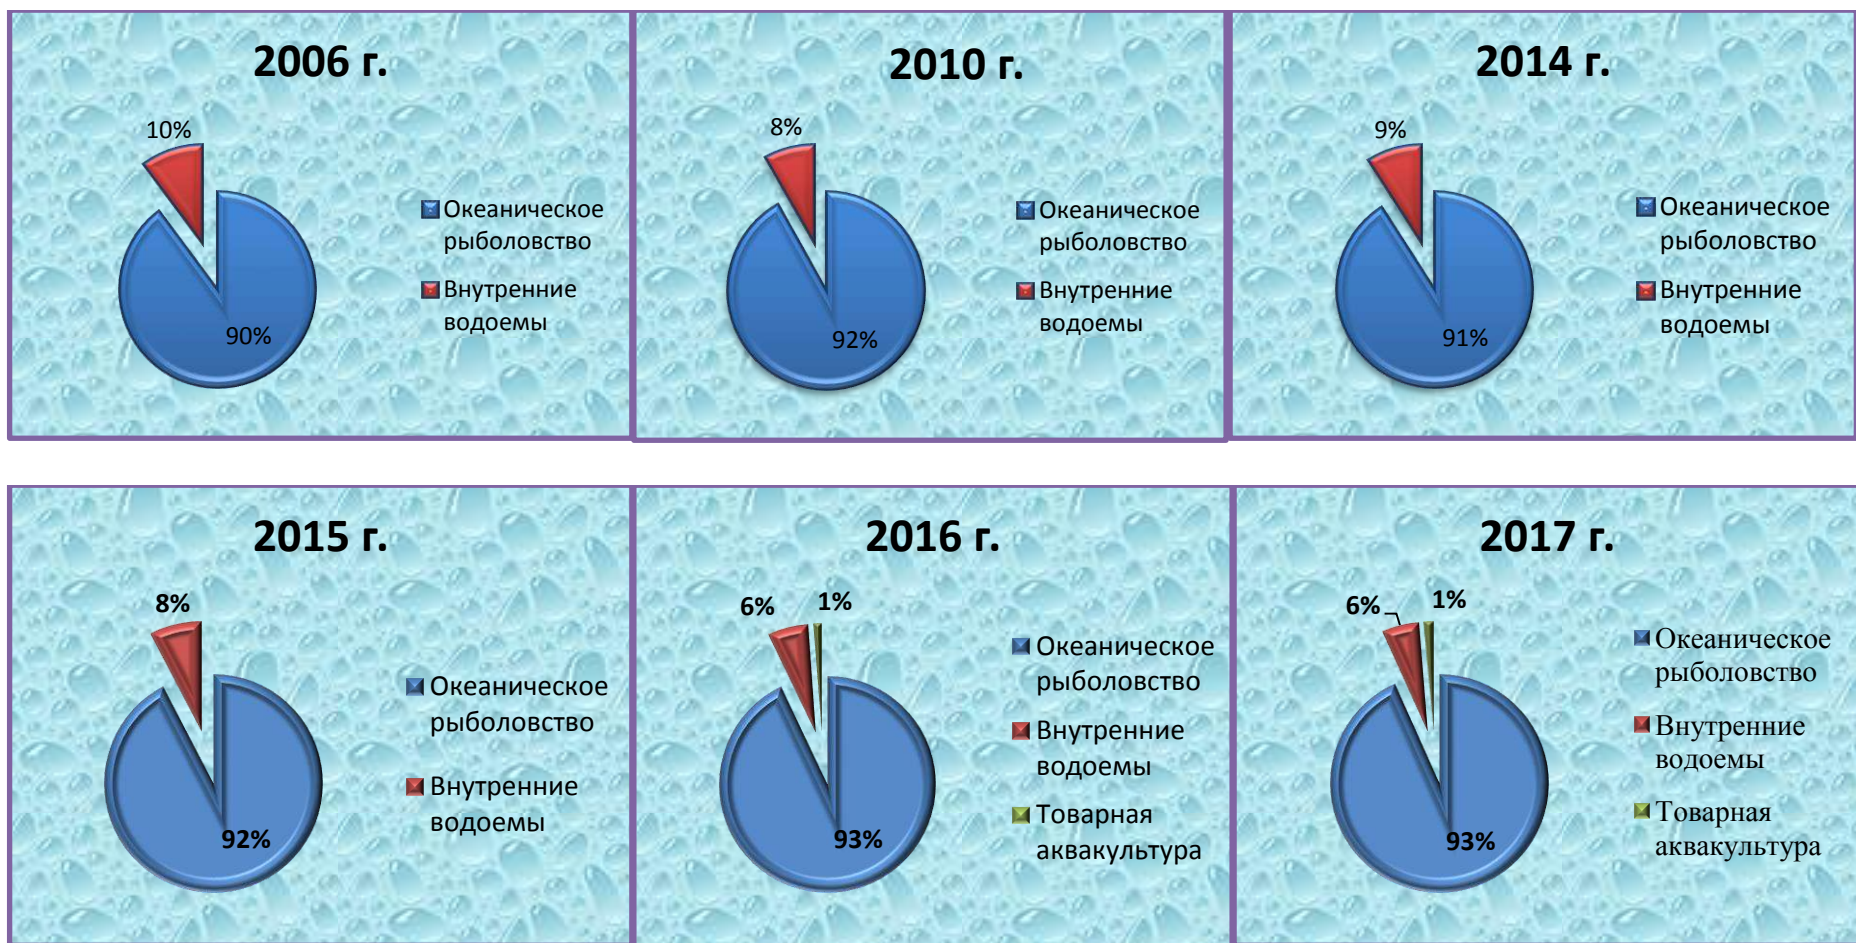 2006 г.
10%
90%
Океаническое
рыболовство
Внутренние
водоемы
2010 г.
8%
92%
Океаническое
рыболовство
Внутренние
водоемы
2014 г.
9%
91%
Океаническое
рыболовство
Внутренние
водоемы
2015 г.
8%
92%
Океаническое
рыболовство
Внутренние
водоемы
2016 г.
6%
1%
93%
Океаническое
рыболовство
Внутренние
водоемы
Товарная
аквакультура
2017 г.
6%
1%
93%
Океаническое
рыболовство
Внутренние
водоемы
Товарная
аквакультура